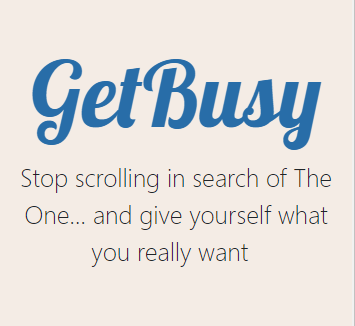 GetBusy
Stop scrolling in search of The
One... and give yourself what
you really want